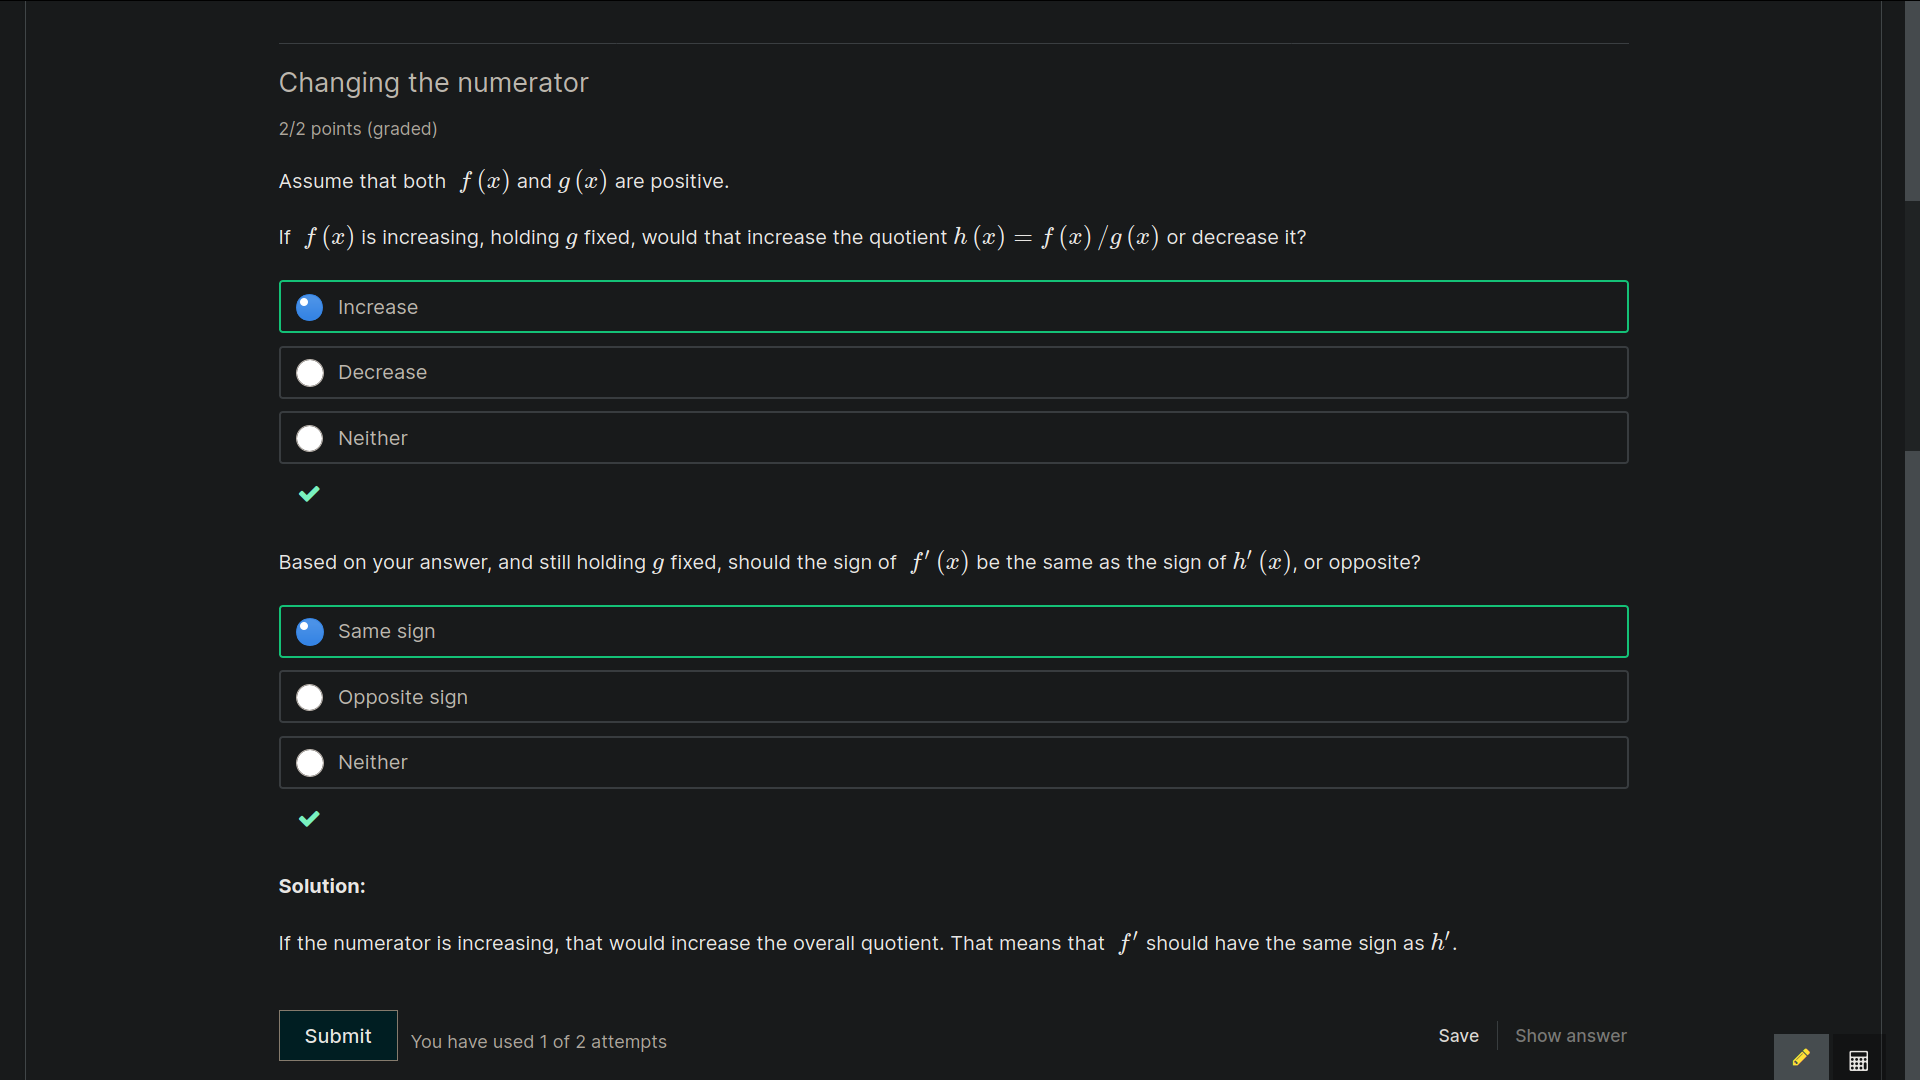 Changing the numerator
2/2 points (graded)
Assume that both f (x) and g (x) are positive.
If f (x) is increasing, holding g fixed, would that increase the quotient h (x) = f (x) /g (x) or decrease it?
Increase
Decrease
Neither
Based on your answer, and still holding g fixed, should the sign of f′ (x) be the same as the sign of h′ (x), or opposite?
Same sign
Opposite sign
Neither
Solution:
If the numerator is increasing, that would increase the overall quotient. That means that f′ should have the same sign as h′.
Submit
You have used 1 of 2 attempts
Save
Show answer